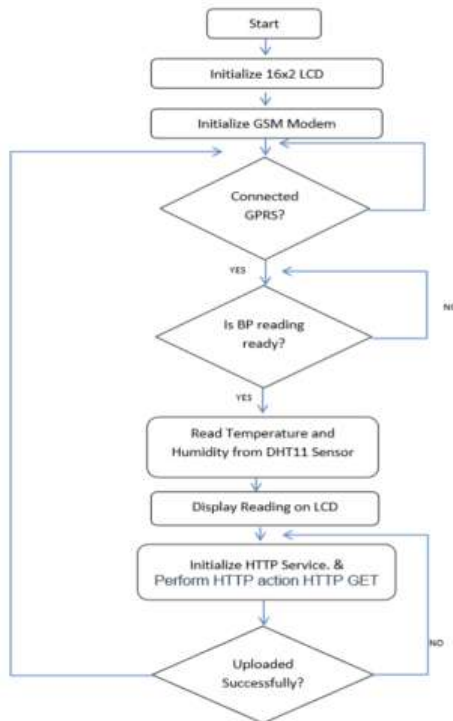 Start
Initialize 16x2 LCD
Initialize GSM Modem
Connected
GPRS?
YES
Is BP reading
ready?
YES
Read Temperature and
Humidity from DHT11 Sensor
Display Reading on LCD
Initialize HTTP Service. &
Perform HTTP action HTTP GET
NO
Uploaded
Successfully?